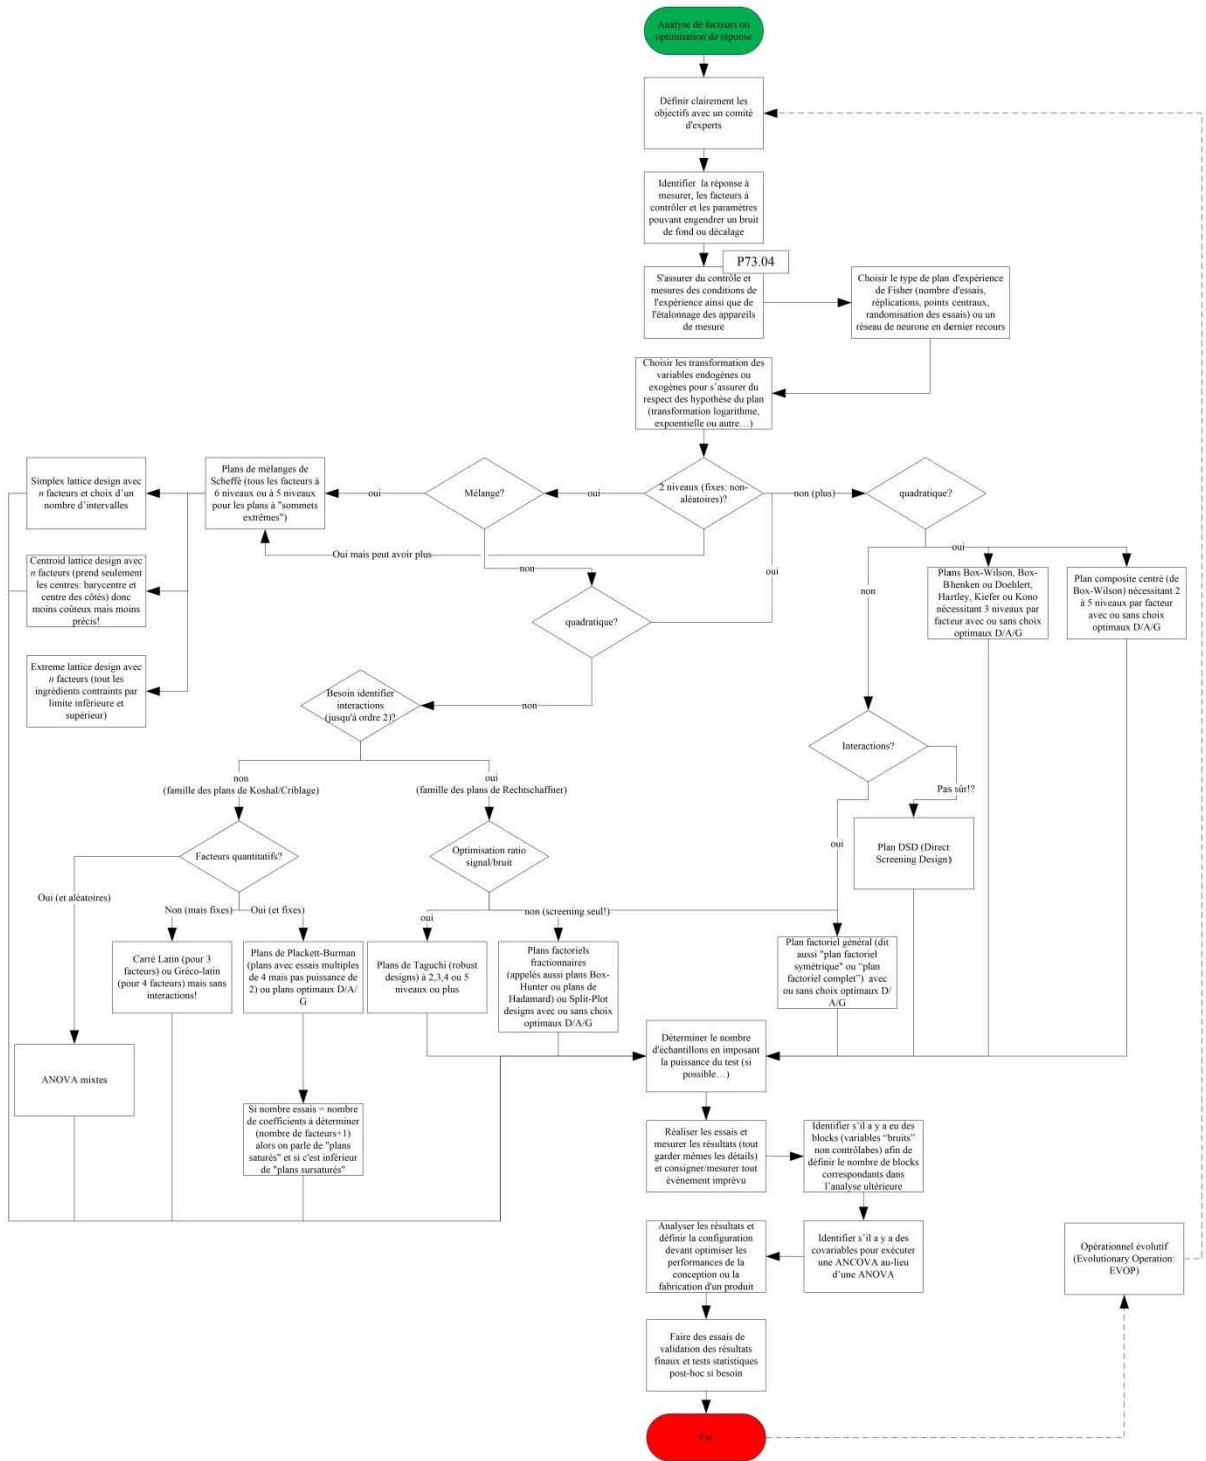 Analyse de facteurs ou
optimisation de réponse
Définir clairement les
objectifs avec un comité
d'experts
Identifier la réponse à
mesurer, les facteurs à
contrôler et les paramètres
pouvant engendrer un bruit
de fond ou décalage
P73.04
S'assurer du contrôle et
mesures des conditions de
l'expérience ainsi que de
l'étalonnage des appareils
de mesure
Choisir le type de plan d'expérience
de Fisher (nombre d'essais,
réplications, points centraux,
randomisation des essais) ou un
réseau de neurone en dernier recours
Choisir les transformation des
variables endogènes ou
exogènes pour s'assurer du
respect des hypothèse du plan
(transformation logarithme,
expoentielle ou autre…)
Simplex lattice design avec
n facteurs et choix d'un
nombre d'intervalles
Plans de mélanges de
Scheffé (tous les facteurs à
6 niveaux ou à 5 niveaux
pour les plans à "sommets
extrêmes")
oui
Mélange?
oui
2 niveaux (fixes: non-
aléatoires)?
non (plus)
quadratique?
Oui mais peut avoir plus
Centroid lattice design avec
n facteurs (prend seulement
les centres: barycentre et
centre des côtés) donc
moins coûteux mais moins
précis!
non
oui
oui
non
quadratique?
Plans Box-Wilson, Box-
Bhenken ou Doehlert,
Hartley, Kiefer ou Kono
nécessitant 3 niveaux par
facteur avec ou sans choix
optimaux D/A/G
Plan composite centré (de
Box-Wilson) nécessitant 2
à 5 niveaux par facteur
avec ou sans choix
optimaux D/A/G
Extreme lattice design avec
n facteurs (tout les
ingrédients contraints par
limite inférieure et
supérieur)
Besoin identifier
interactions
(jusqu'à ordre 2)?
non
Interactions?
non
(famille des plans de Koshal/Criblage)
oui
(famille des plans de Rechtschaffner)
Pas sûr!?
Facteurs quantitatifs?
Optimisation ratio
signal/bruit
oui
Plan DSD (Direct
Screening Design)
Oui (et aléatoires)
Non (mais fixes)
Oui (et fixes)
oui
non (screening seul!)
Carré Latin (pour 3
facteurs) ou Gréco-latin
(pour 4 facteurs) mais sans
interactions!
Plans de Plackett-Burman
(plans avec essais multiples
de 4 mais pas puissance de
2) ou plans optimaux D/A/
G
Plans de Taguchi (robust
designs) à 2,3,4 ou 5
niveaux ou plus
Plans factoriels
fractionnaires
(appelés aussi plans Box-
Hunter ou plans de
Hadamard) ou Split-Plot
designs avec ou sans choix
optimaux D/A/G
Plan factoriel général (dit
aussi "plan factoriel
symétrique" ou “plan
factoriel complet”) avec
ou sans choix optimaux D/
A/G
ANOVA mixtes
Déterminer le nombre
d'échantillons en imposant
la puissance du test (si
possible…)
Si nombre essais = nombre
de coefficients à déterminer
(nombre de facteurs+1)
alors on parle de "plans
saturés" et si c'est inférieur
de "plans sursaturés"
Réaliser les essais et
mesurer les résultats (tout
garder mêmes les détails)
et consigner/mesurer tout
événement imprévu
Identifier s'il a y a eu des
blocks (variables “bruits”
non contrôlabes) afin de
définir le nombre de blocks
correspondants dans
l'analyse ultérieure
Analyser les résultats et
définir la configuration
devant optimiser les
performances de la
conception ou la
fabrication d'un produit
Identifier s'il a y a des
covariables pour exécuter
une ANCOVA au-lieu
d'une ANOVA
Opérationnel évolutif
(Evolutionary Operation:
EVOP)
Faire des essais de
validation des résultats
finaux et tests statistiques
post-hoc si besoin